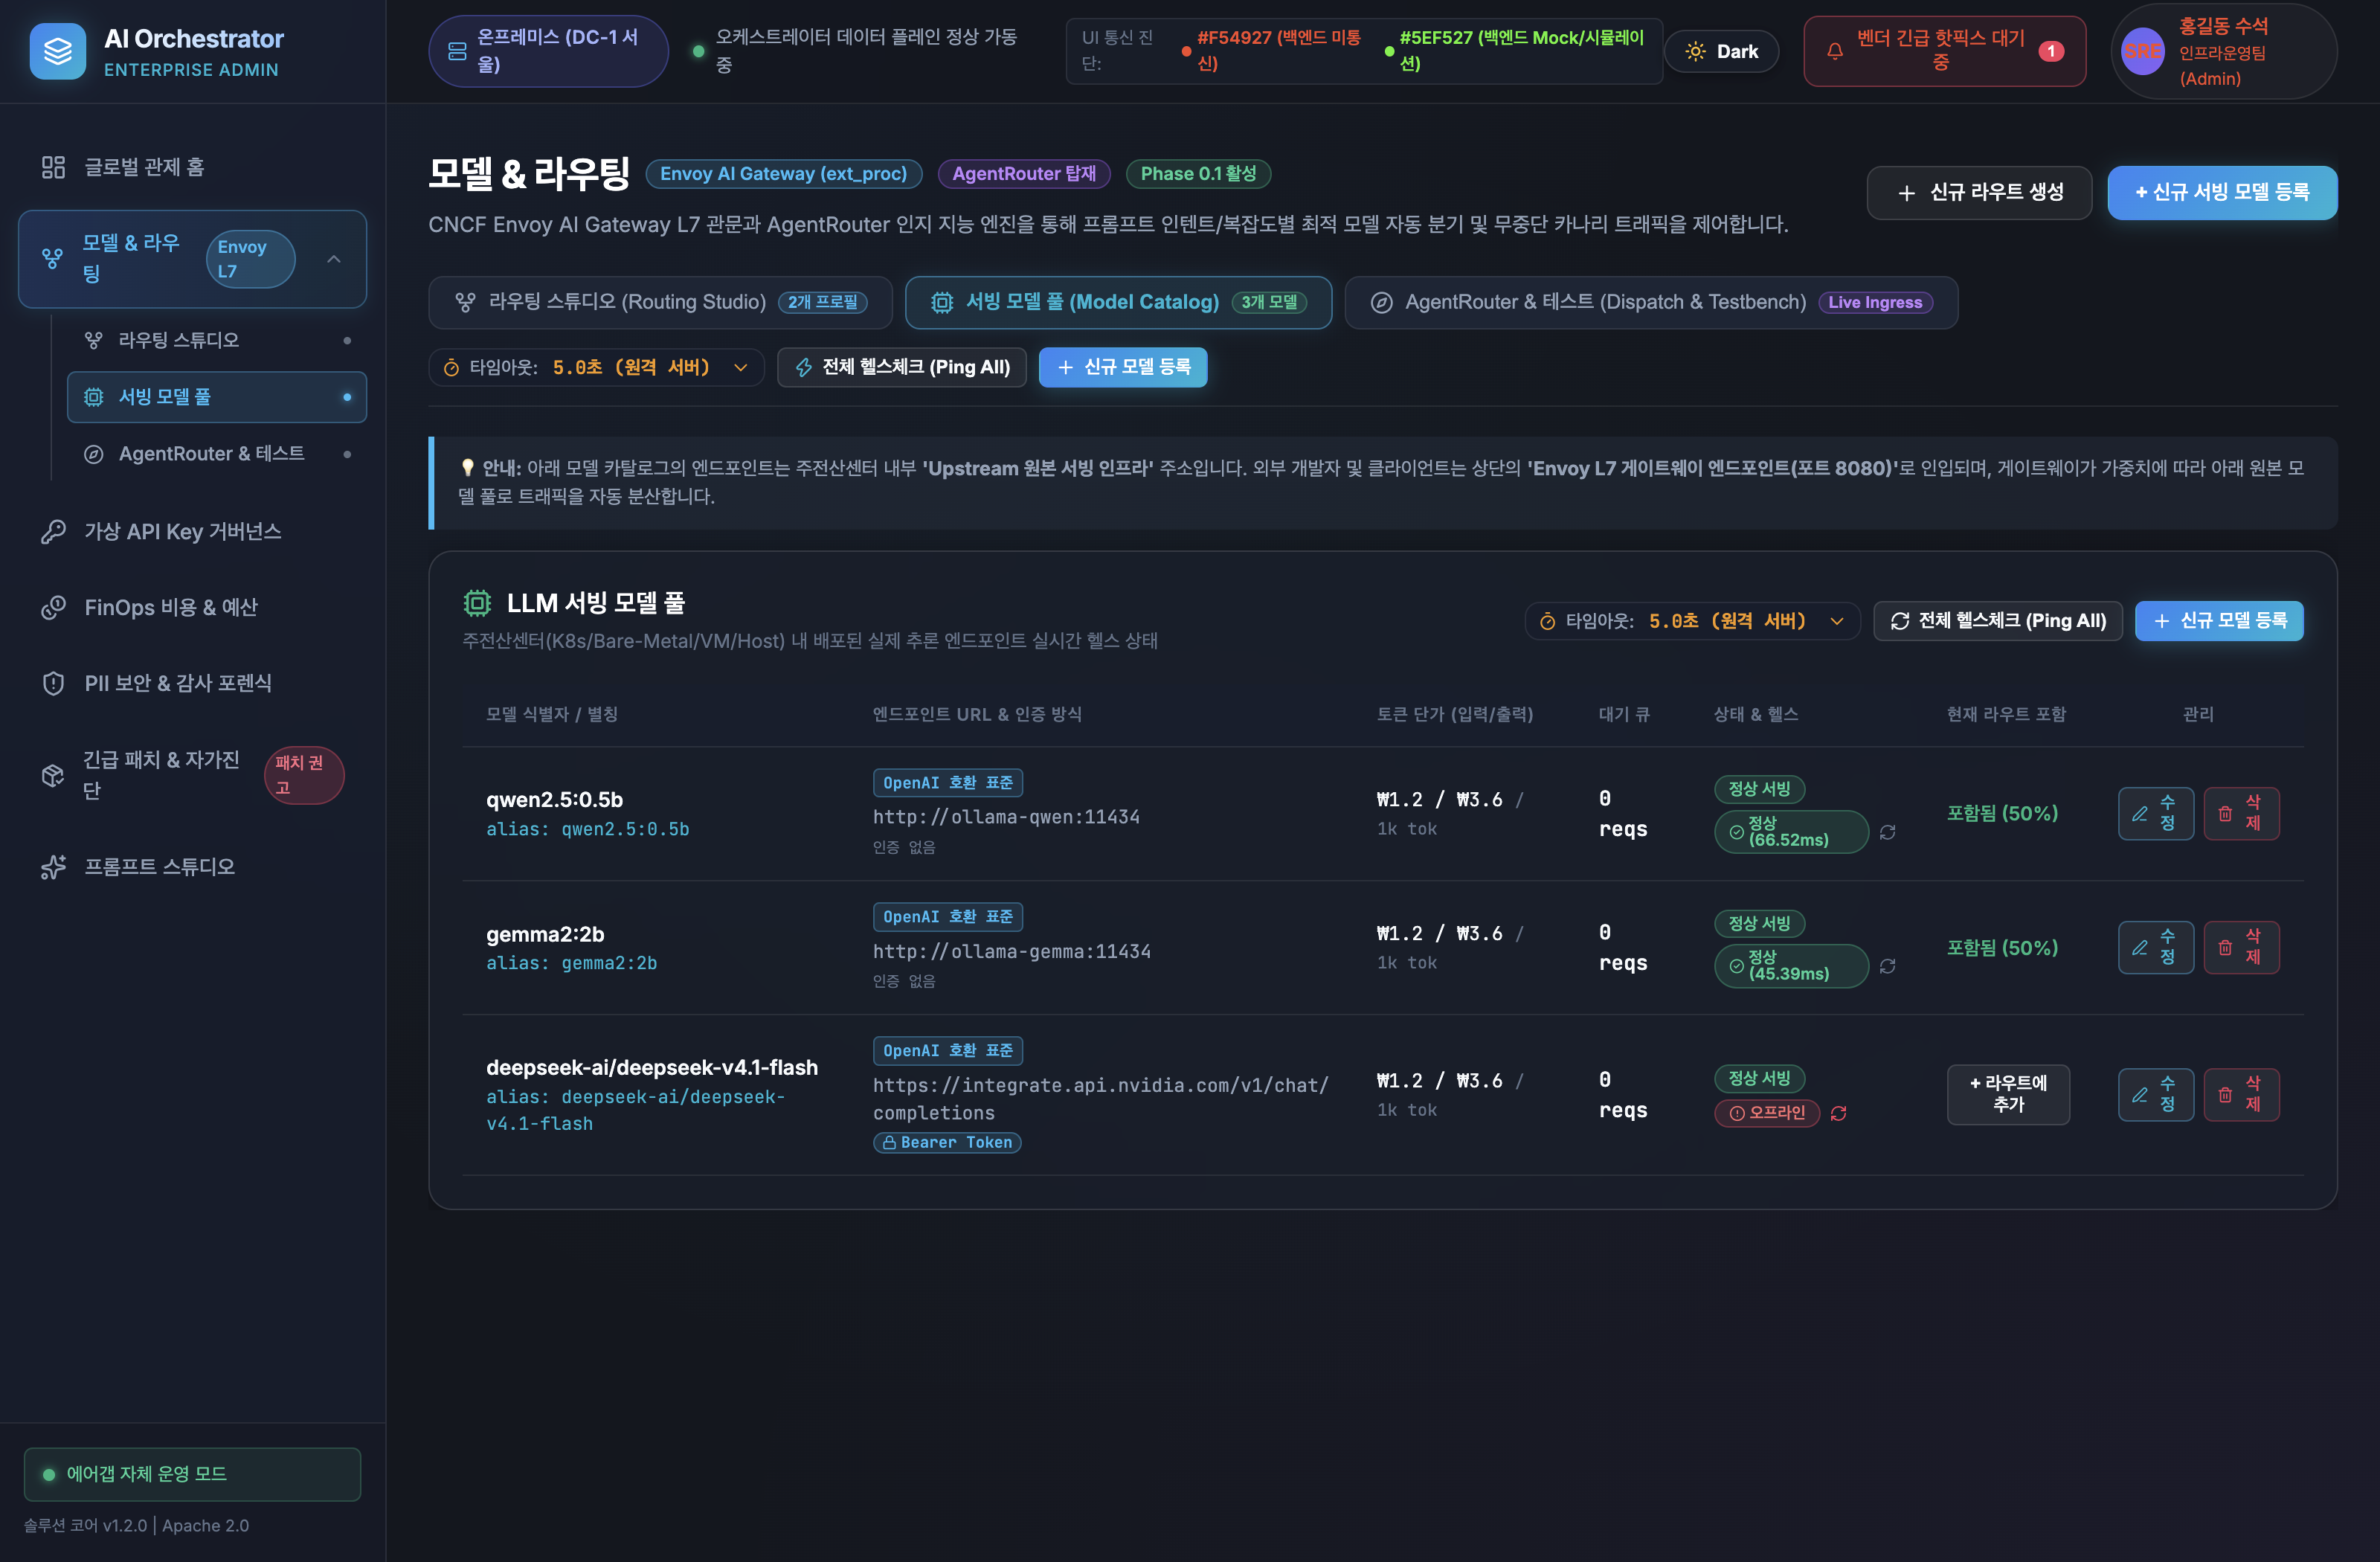 AI Orchestrator
ENTERPRISE ADMIN
온프레미스 (DC-1 서
울)
오케스트레이터 데이터 플레인 정상 가동
중
UI 통신 진
단:
#F54927 (백엔드 미통
신)
#5EF527 (백엔드 Mock/시뮬레이
션)
Dark
벤더 긴급 핫픽스 대기
중
1
SRE
홍길동 수석
인프라운영팀
(Admin)
글로벌 관제 홈
모델 & 라우
팅
Envoy
L7
라우팅 스튜디오
서빙 모델 풀
AgentRouter & 테스트
가상 API Key 거버넌스
FinOps 비용 & 예산
PII 보안 & 감사 포렌식
긴급 패치 & 자가진
단
패치 권
고
프롬프트 스튜디오
에어갭 자체 운영 모드
솔루션 코어 v1.2.0 | Apache 2.0
모델 & 라우팅
Envoy AI Gateway (ext_proc)
AgentRouter 탑재
Phase 0.1 활성
CNCF Envoy AI Gateway L7 관문과 AgentRouter 인지 지능 엔진을 통해 프롬프트 인텐트/복잡도별 최적 모델 자동 분기 및 무중단 카나리 트래픽을 제어합니다.
+ 신규 라우트 생성
+ 신규 서빙 모델 등록
라우팅 스튜디오 (Routing Studio) 2개 프로필
서빙 모델 풀 (Model Catalog) 3개 모델
AgentRouter & 테스트 (Dispatch & Testbench) Live Ingress
타임아웃: 5.0초 (원격 서버)
전체 헬스체크 (Ping All)
+ 신규 모델 등록
💡 안내: 아래 모델 카탈로그의 엔드포인트는 주전산센터 내부 'Upstream 원본 서빙 인프라' 주소입니다. 외부 개발자 및 클라이언트는 상단의 'Envoy L7 게이트웨이 엔드포인트(포트 8080)'로 인입되며, 게이트웨이가 가중치에 따라 아래 원본 모
델 풀로 트래픽을 자동 분산합니다.
LLM 서빙 모델 풀
주전산센터(K8s/Bare-Metal/VM/Host) 내 배포된 실제 추론 엔드포인트 실시간 헬스 상태
타임아웃: 5.0초 (원격 서버)
전체 헬스체크 (Ping All)
+ 신규 모델 등록
모델 식별자 / 별칭
엔드포인트 URL & 인증 방식
토큰 단가 (입력/출력)
대기 큐
상태 & 헬스
현재 라우트 포함
관리
qwen2.5:0.5b
alias: qwen2.5:0.5b
OpenAI 호환 표준
http://ollama-qwen:11434
인증 없음
₩1.2 / ₩3.6 /
1k tok
0
reqs
정상 서빙
정상
(66.52ms)
포함됨 (50%)
수
정
삭
제
gemma2:2b
alias: gemma2:2b
OpenAI 호환 표준
http://ollama-gemma:11434
인증 없음
₩1.2 / ₩3.6 /
1k tok
0
reqs
정상 서빙
정상
(45.39ms)
포함됨 (50%)
수
정
삭
제
deepseek-ai/deepseek-v4.1-flash
alias: deepseek-ai/deepseek-
v4.1-flash
OpenAI 호환 표준
https://integrate.api.nvidia.com/v1/chat/
completions
Bearer Token
₩1.2 / ₩3.6 /
1k tok
0
reqs
정상 서빙
오프라인
+ 라우트에
추가
수
정
삭
제